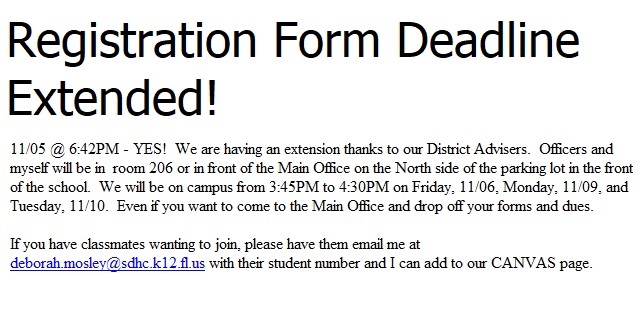 Registration Form Deadline
Extended!
11/05 @ 6:42PM - YES!  We are having an extension thanks to our District Advisers.  Officers and
myself will be in  room 206 or in front of the Main Office on the North side of the parking lot in the front
of the school.  We will be on campus from 3:45PM to 4:30PM on Friday, 11/06, Monday, 11/09, and
Tuesday, 11/10.  Even if you want to come to the Main Office and drop off your forms and dues.
If you have classmates wanting to join, please have them email me at
deborah.mosley@sdhc.k12.fl.us with their student number and I can add to our CANVAS page.